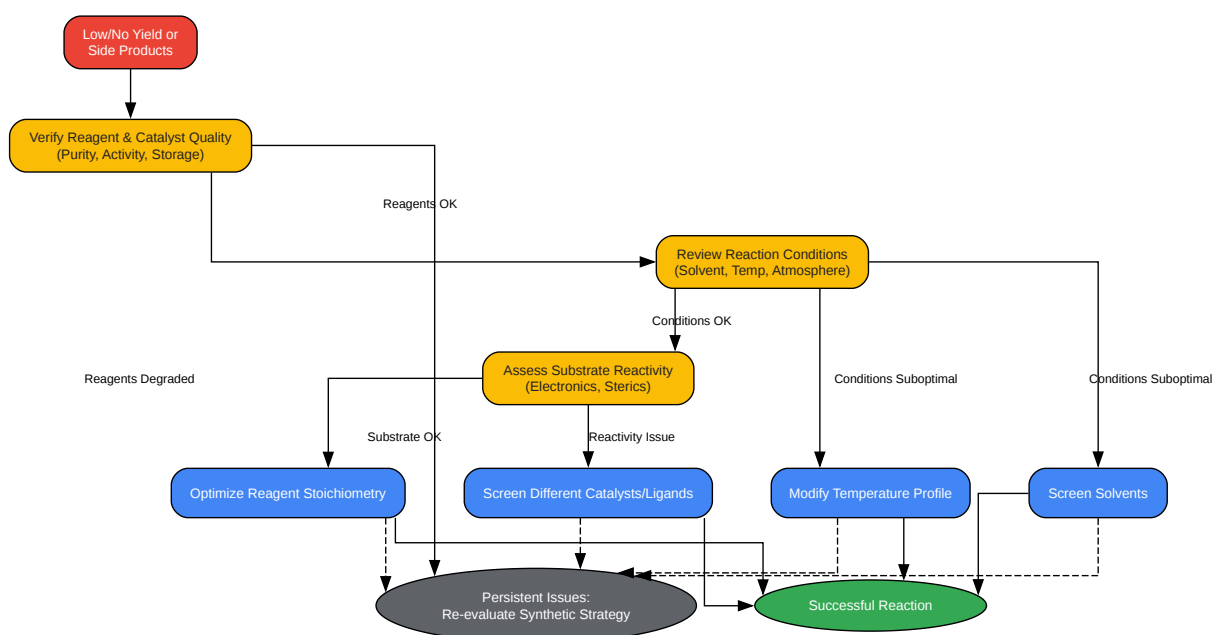 Low/No Yield or
Side Products
Verify Reagent & Catalyst Quality
(Purity, Activity, Storage)
Reagents OK
Review Reaction Conditions
(Solvent, Temp, Atmosphere)
Conditions OK
Assess Substrate Reactivity
(Electronics, Sterics)
Reagents Degraded
Conditions Suboptimal
Conditions Suboptimal
Substrate OK
Reactivity Issue
Optimize Reagent Stoichiometry
Screen Different Catalysts/Ligands
Modify Temperature Profile
Screen Solvents
Persistent Issues:
Re-evaluate Synthetic Strategy
Successful Reaction